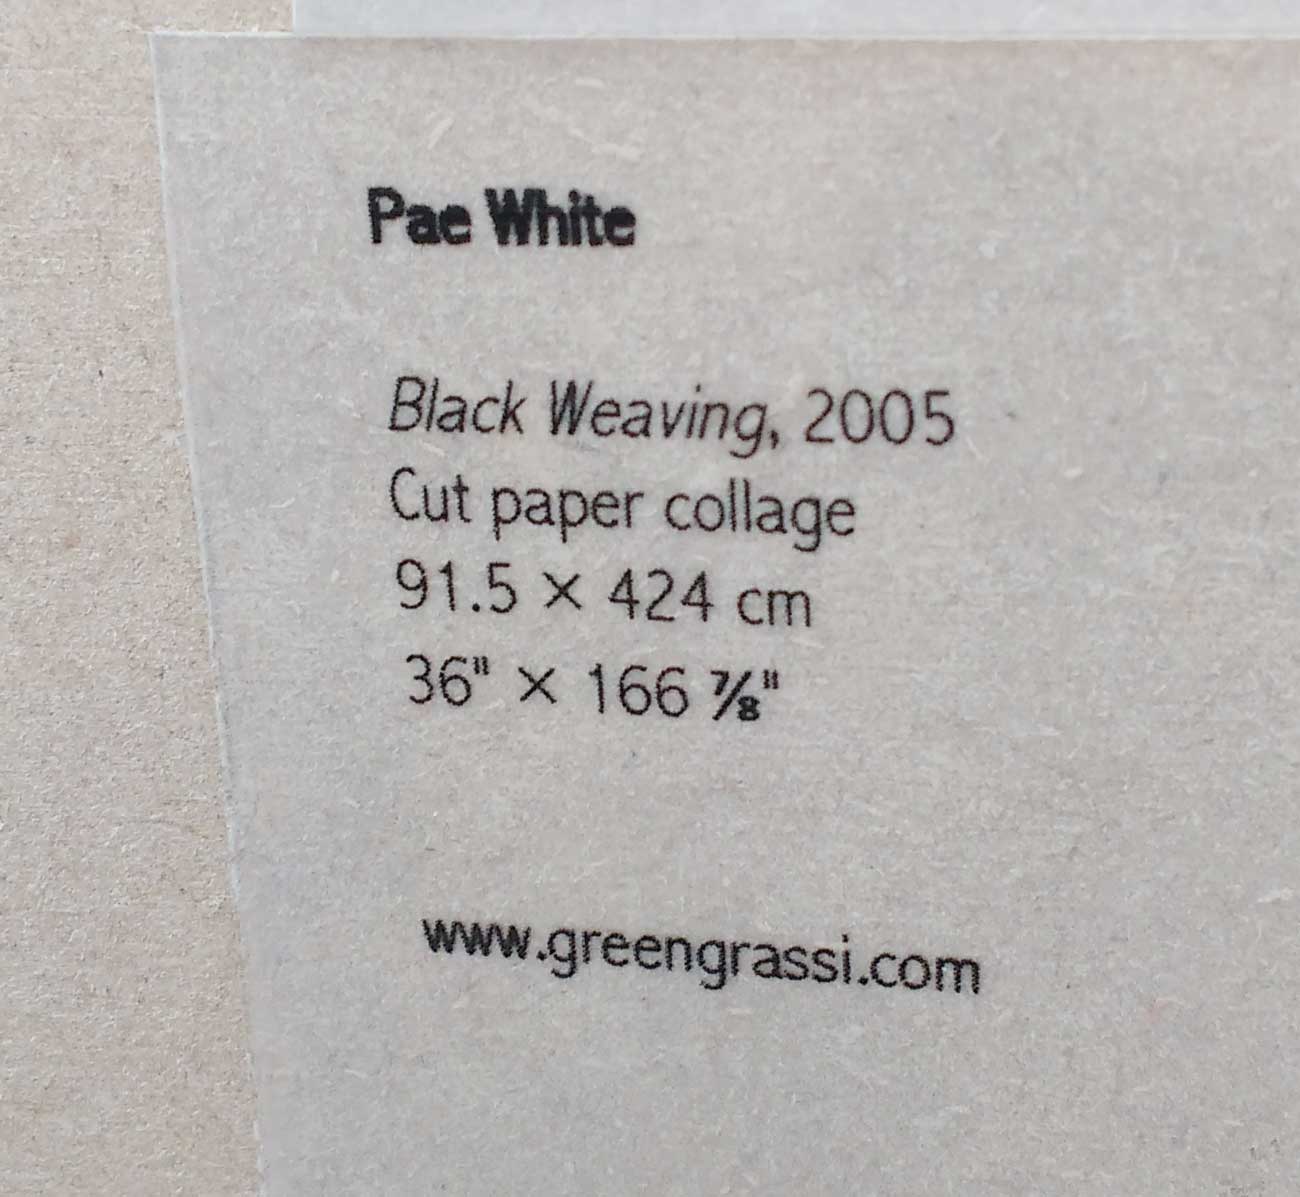 Pae White
Black Weaving, 2005
Cut paper collage
91.5 × 424 cm
36" × 166 ⅞"
www.greengrassi.com